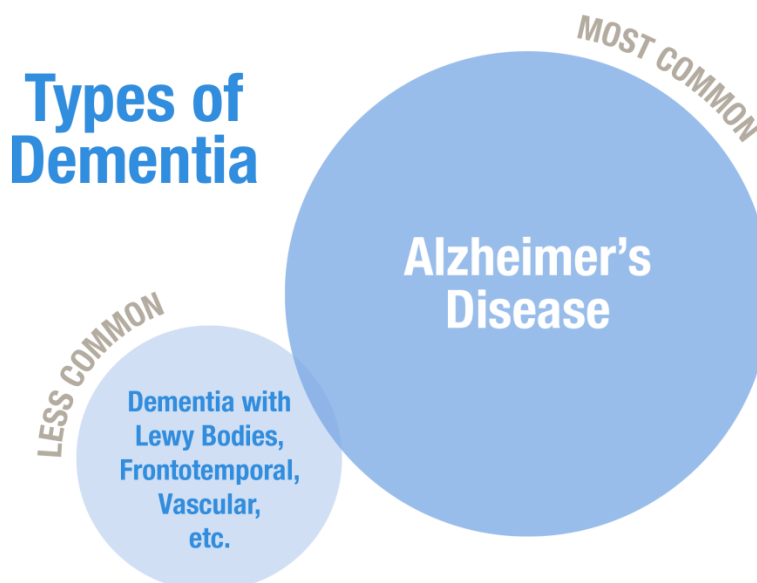 Types of
Dementia
MOST COMMON
Alzheimer’s
Disease
LESS COMMON
Dementia with
Lewy Bodies,
Frontotemporal,
Vascular,
etc.